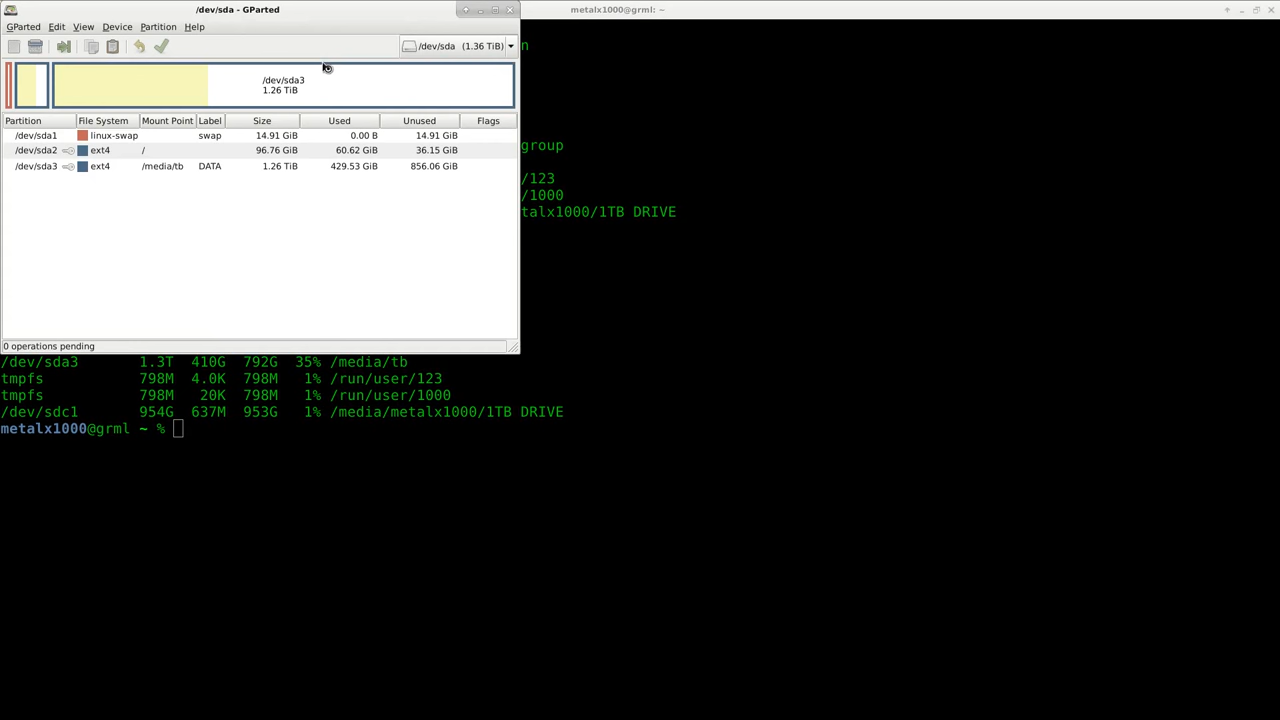 /dev/sda - GParted
metalx1000@grml: ~
GParted Edit View Device Partition Help
/dev/sda (1.36 TiB)
n
/dev/sda3
1.26 TiB
Partition File System Mount Point Label Size Used Unused Flags
/dev/sda1 linux-swap swap 14.91 GiB 0.00 B 14.91 GiB
/dev/sda2 ext4 / 96.76 GiB 60.62 GiB 36.15 GiB
/dev/sda3 ext4 /media/tb DATA 1.26 TiB 429.53 GiB 856.06 GiB
group
/123
/1000
talx1000/1TB DRIVE
0 operations pending
/dev/sda3 1.3T 410G 792G 35% /media/tb
tmpfs 798M 4.0K 798M 1% /run/user/123
tmpfs 798M 20K 798M 1% /run/user/1000
/dev/sdc1 954G 637M 953G 1% /media/metalx1000/1TB DRIVE
metalx1000@grml ~ %